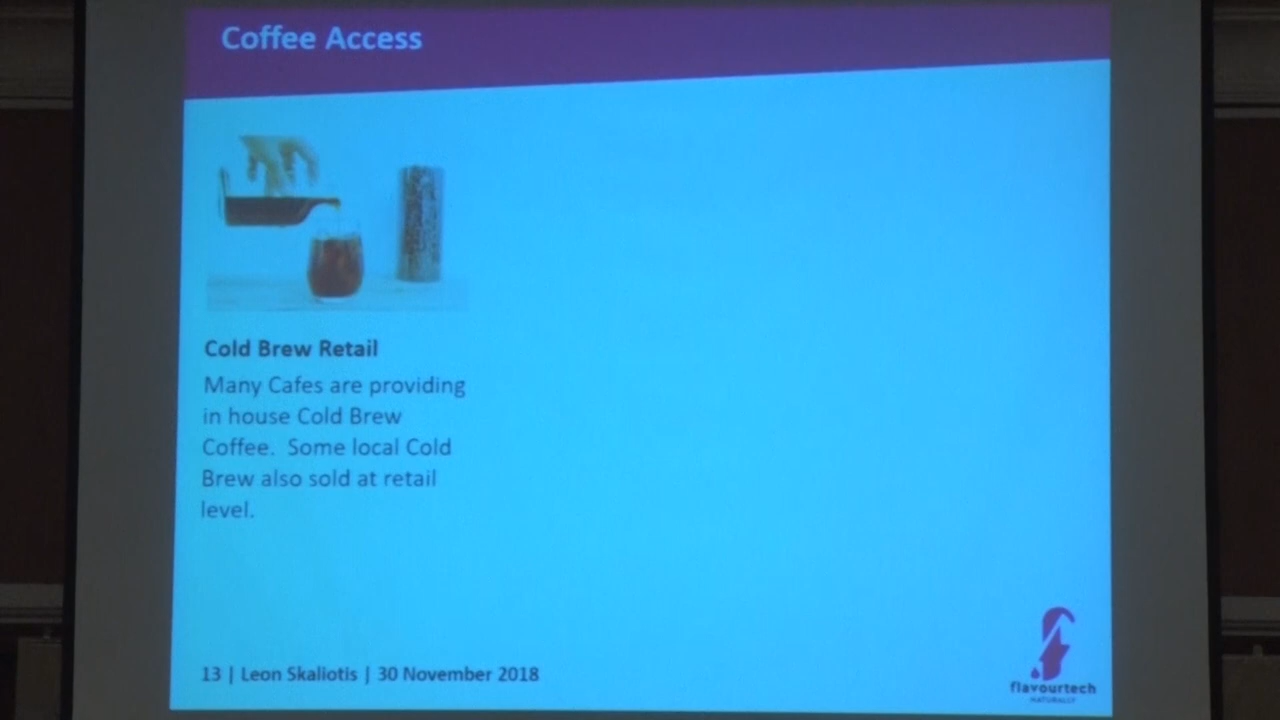 Coffee Access
Cold Brew Retail
Many Cafes are providing
in house Cold Brew
Coffee. Some local Cold
Brew also sold at retail
level.
13 | Leon Skaliotis | 30 November 2018
flavourtech
NATURALLY